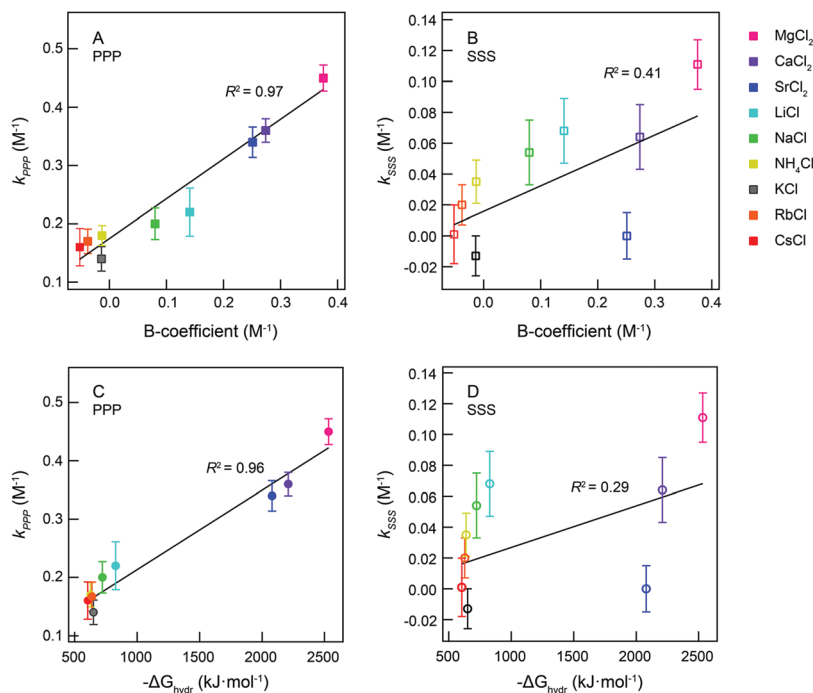 A
PPP
R² = 0.97
k_PPP (M⁻¹)
0.5
0.4
0.3
0.2
0.1
0.0
0.1
0.2
0.3
0.4
B-coefficient (M⁻¹)
B
SSS
R² = 0.41
k_SSS (M⁻¹)
0.14
0.12
0.10
0.08
0.06
0.04
0.02
0.00
-0.02
0.0
0.1
0.2
0.3
0.4
B-coefficient (M⁻¹)
MgCl₂
CaCl₂
SrCl₂
LiCl
NaCl
NH₄Cl
KCl
RbCl
CsCl
C
PPP
R² = 0.96
k_PPP (M⁻¹)
0.5
0.4
0.3
0.2
0.1
500
1000
1500
2000
2500
-ΔG_hydr (kJ·mol⁻¹)
D
SSS
R² = 0.29
k_SSS (M⁻¹)
0.14
0.12
0.10
0.08
0.06
0.04
0.02
0.00
-0.02
500
1000
1500
2000
2500
-ΔG_hydr (kJ·mol⁻¹)